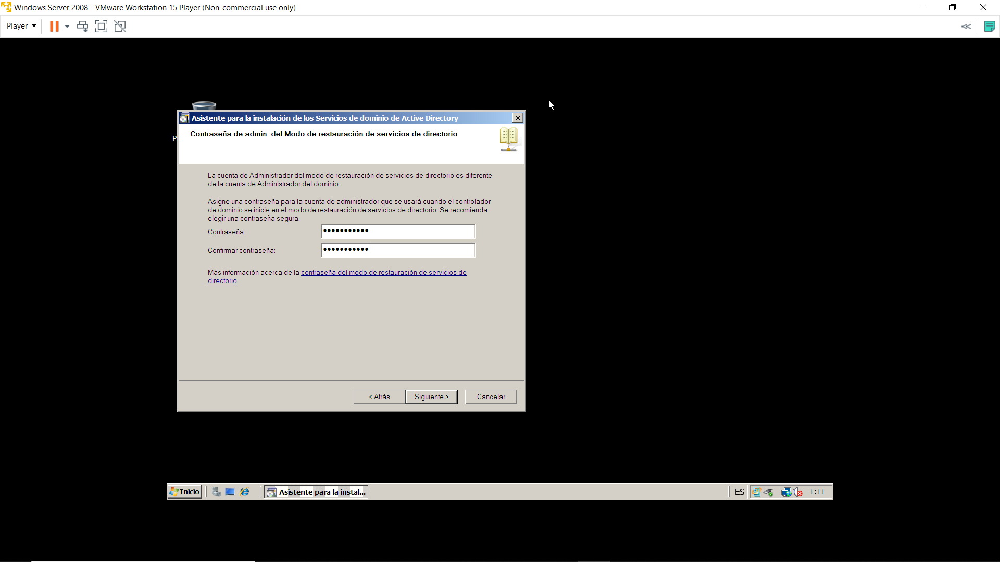 Windows Server 2008 - VMware Workstation 15 Player (Non-commercial use only)
Player
Asistente para la instalación de los Servicios de dominio de Active Directory
Contraseña de admin. del Modo de restauración de servicios de directorio
La cuenta de Administrador del modo de restauración de servicios de directorio es diferente
de la cuenta de Administrador del dominio.
Asigne una contraseña para la cuenta de administrador que se usará cuando el controlador
de dominio se inicie en el modo de restauración de servicios de directorio. Se recomienda
elegir una contraseña segura.
Contraseña: •••••••••••
Confirmar contraseña: •••••••••••
Más información acerca de la contraseña del modo de restauración de servicios de
directorio
< Atrás Siguiente > Cancelar
Inicio Asistente para la instal... ES 1:11